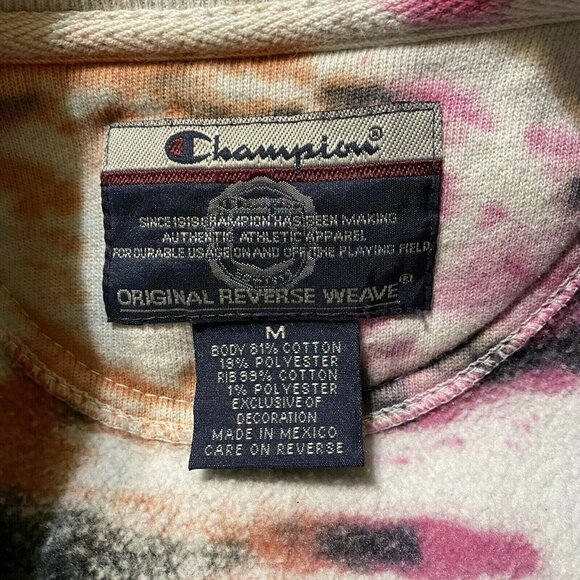 Champion®
SINCE 1919 CHAMPION HAS BEEN MAKING
AUTHENTIC ATHLETIC APPAREL
FOR DURABLE USAGE ON AND OFF THE PLAYING FIELD.
ORIGINAL REVERSE WEAVE®
M
BODY 81% COTTON
19% POLYESTER
RIB 99% COTTON
1% POLYESTER
EXCLUSIVE OF
DECORATION
MADE IN MEXICO
CARE ON REVERSE